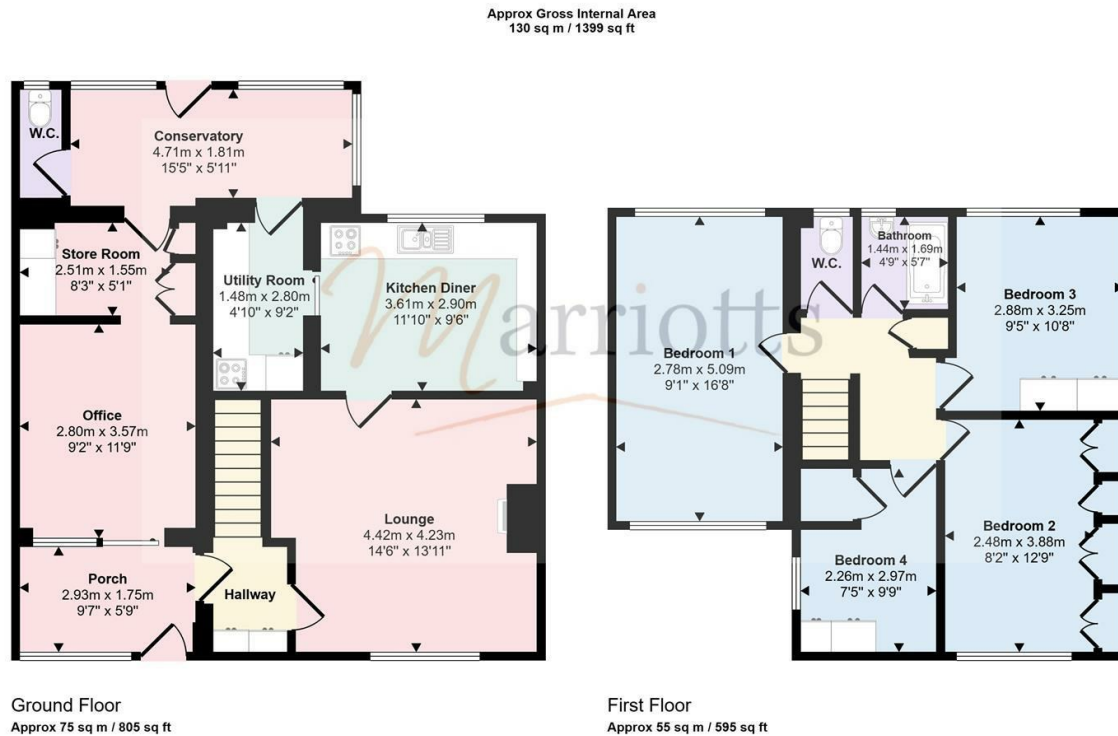 Approx Gross Internal Area
130 sq m / 1399 sq ft
W.C.
Conservatory
4.71m x 1.81m
15'5" x 5'11"
Store Room
2.51m x 1.55m
8'3" x 5'1"
Utility Room
1.48m x 2.80m
4'10" x 9'2"
Kitchen Diner
3.61m x 2.90m
11'10" x 9'6"
Office
2.80m x 3.57m
9'2" x 11'9"
Lounge
4.42m x 4.23m
14'6" x 13'11"
Porch
2.93m x 1.75m
9'7" x 5'9"
Hallway
Marriotts
Bedroom 1
2.78m x 5.09m
9'1" x 16'8"
W.C.
Bathroom
1.44m x 1.69m
4'9" x 5'7"
Bedroom 3
2.88m x 3.25m
9'5" x 10'8"
Bedroom 2
2.48m x 3.88m
8'2" x 12'9"
Bedroom 4
2.26m x 2.97m
7'5" x 9'9"
Ground Floor
Approx 75 sq m / 805 sq ft
First Floor
Approx 55 sq m / 595 sq ft